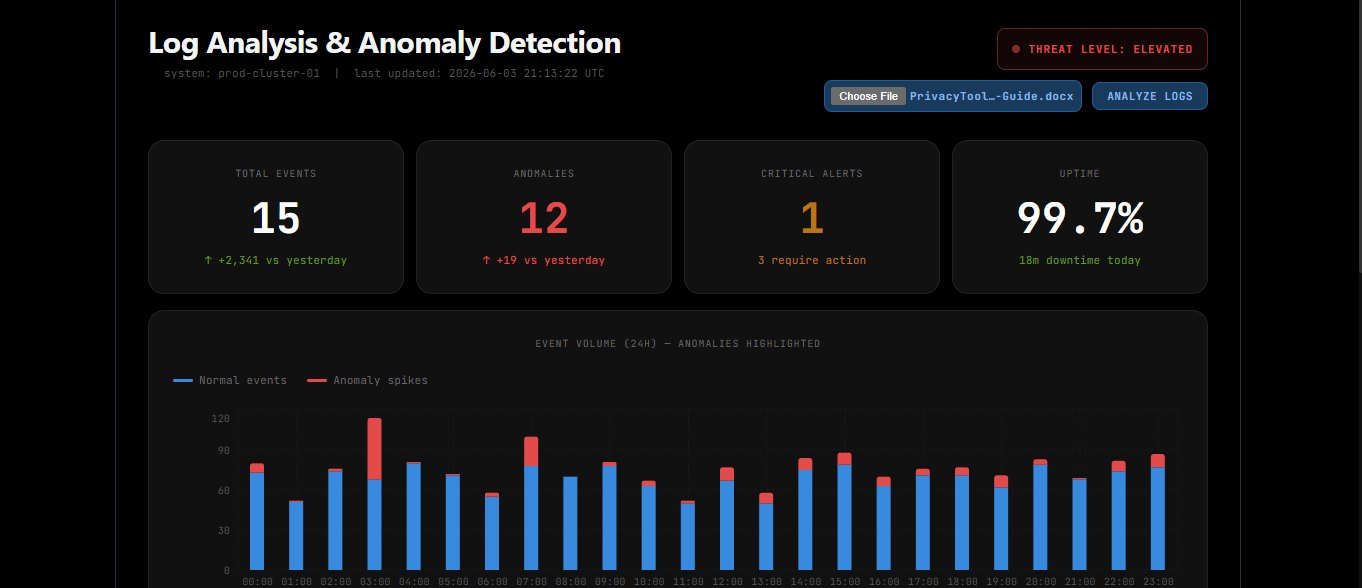 Log Analysis & Anomaly Detection
THREAT LEVEL: ELEVATED
system: prod-cluster-01 | last updated: 2026-06-03 21:13:22 UTC
Choose File PrivacyTool…-Guide.docx ANALYZE LOGS
TOTAL EVENTS
15
↑ +2,341 vs yesterday
ANOMALIES
12
↑ +19 vs yesterday
CRITICAL ALERTS
1
3 require action
UPTIME
99.7%
18m downtime today
EVENT VOLUME (24H) — ANOMALIES HIGHLIGHTED
Normal events Anomaly spikes
120
90
60
30
0
00:00 01:00 02:00 03:00 04:00 05:00 06:00 07:00 08:00 09:00 10:00 11:00 12:00 13:00 14:00 15:00 16:00 17:00 18:00 19:00 20:00 21:00 22:00 23:00